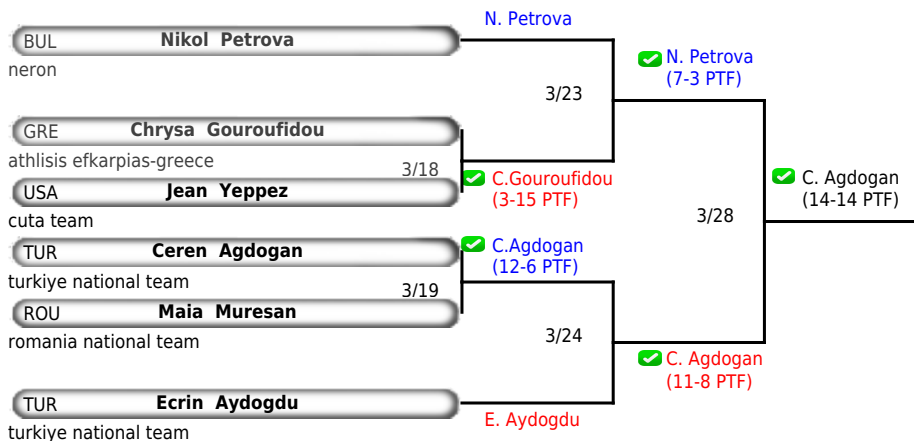 N. Petrova
BUL Nikol Petrova
neron
N. Petrova
(7-3 PTF)
3/23
GRE Chrysa Gouroufidou
athlisis efkarpias-greece
3/18
C.Gouroufidou
(3-15 PTF)
USA Jean Yeppez
cuta team
C. Agdogan
(14-14 PTF)
3/28
TUR Ceren Agdogan
turkiye national team
C.Agdogan
(12-6 PTF)
3/19
ROU Maia Muresan
romania national team
3/24
C. Agdogan
(11-8 PTF)
TUR Ecrin Aydogdu
turkiye national team
E. Aydogdu